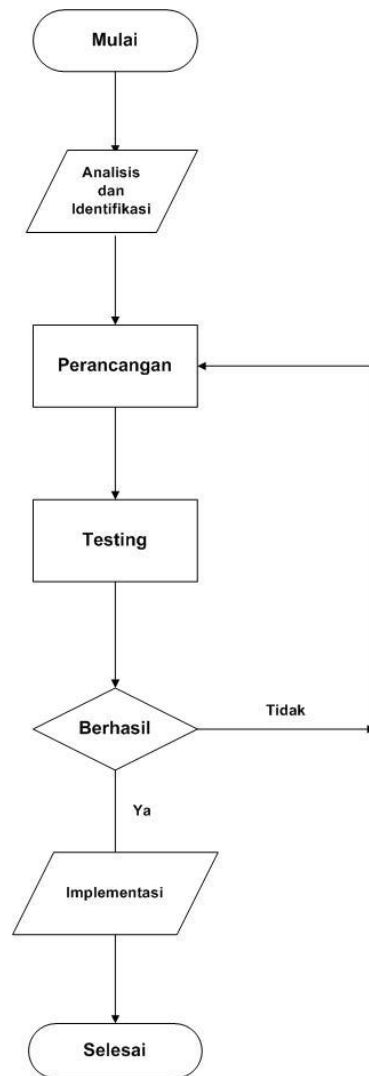 Mulai
Analisis
dan
Identifikasi
Perancangan
Testing
Berhasil
Tidak
Ya
Implementasi
Selesai